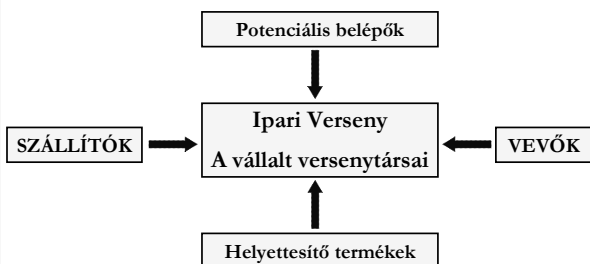 Potenciális belépők
Ipari Verseny
A vállalt versenytársai
SZÁLLÍTÓK
VEVŐK
Helyettesítő termékek